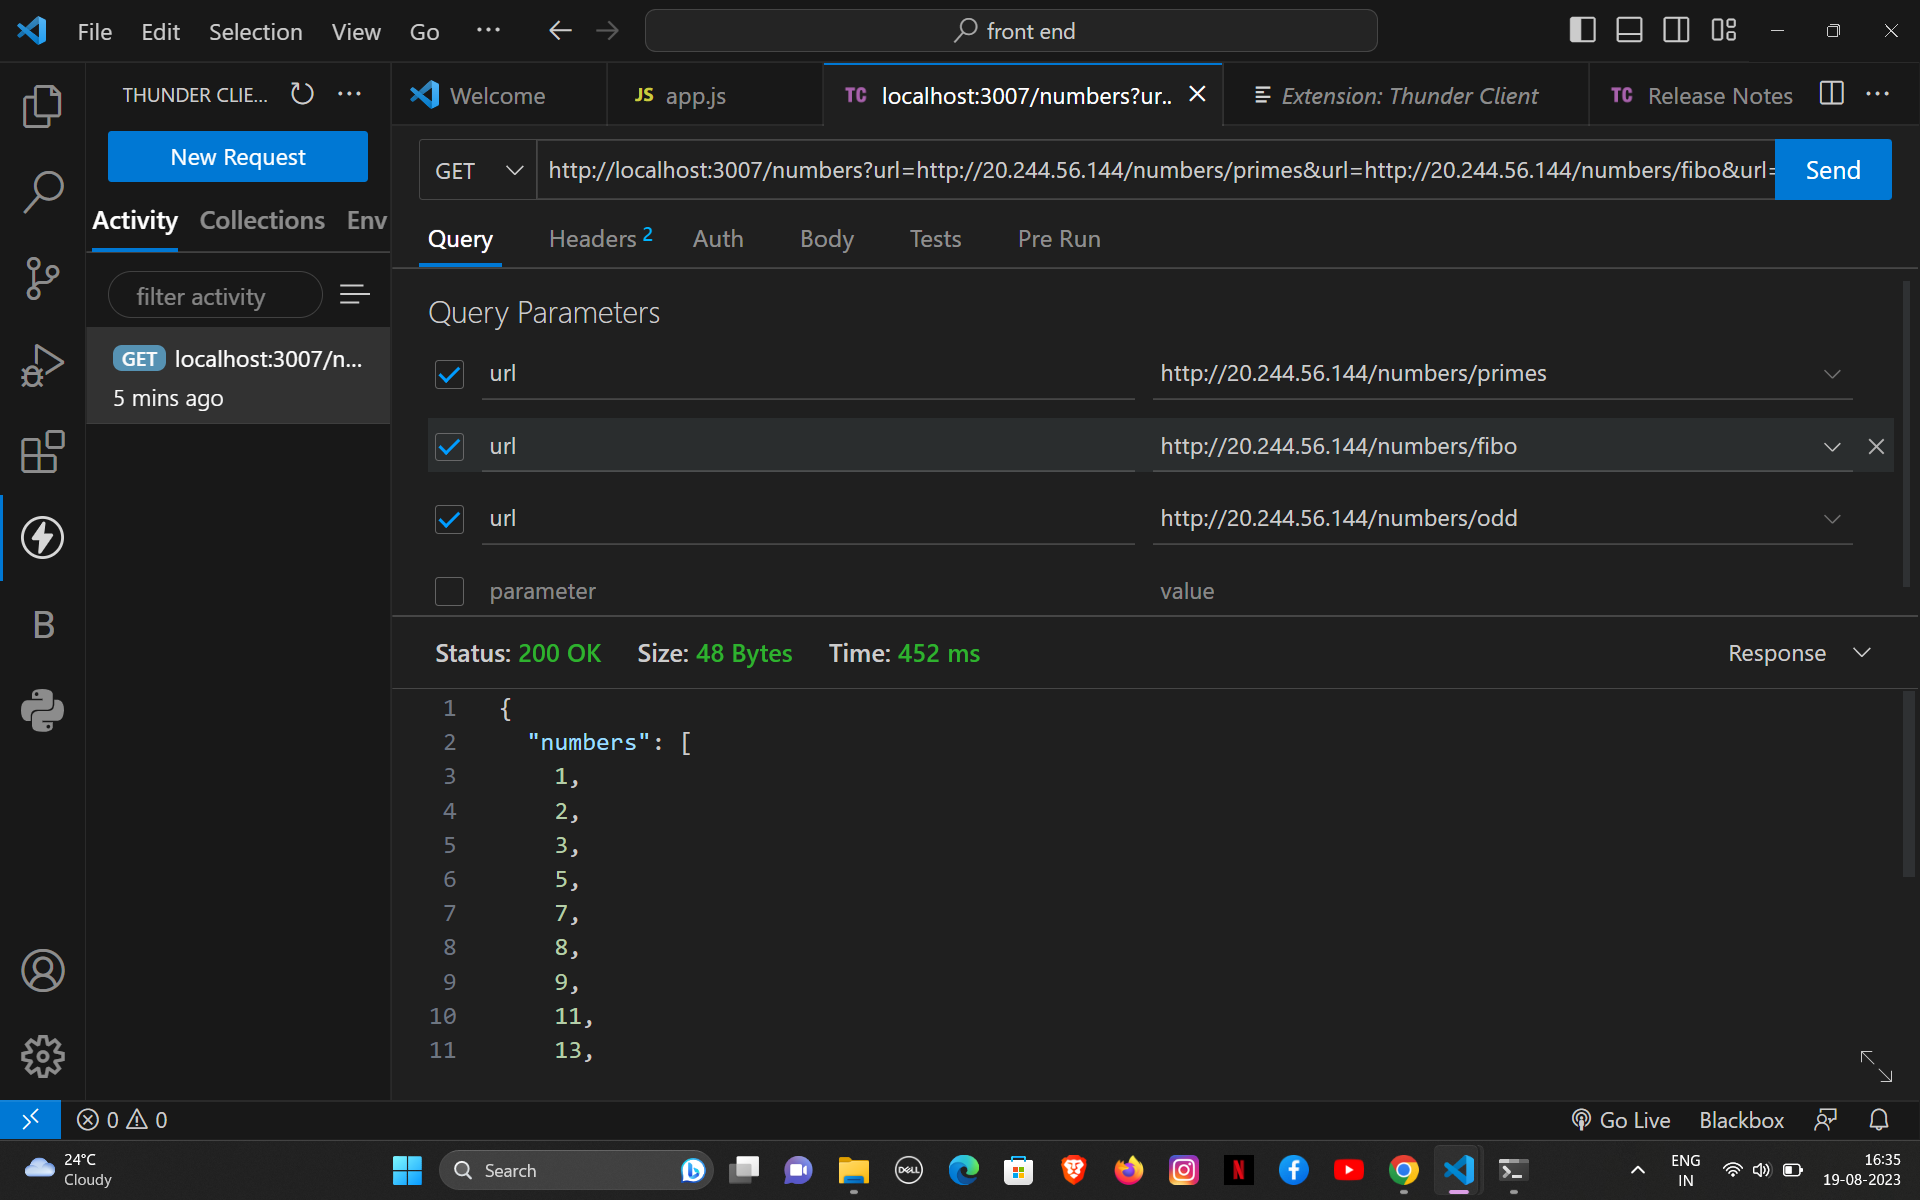 File Edit Selection View Go ··· front end
THUNDER CLIE... ···
Welcome
JS app.js
TC localhost:3007/numbers?ur..
Extension: Thunder Client
TC Release Notes ···
New Request
GET http://localhost:3007/numbers?url=http://20.244.56.144/numbers/primes&url=http://20.244.56.144/numbers/fibo&url= Send
Activity Collections Env
Query Headers 2 Auth Body Tests Pre Run
filter activity
GET localhost:3007/n...
5 mins ago
Query Parameters
url http://20.244.56.144/numbers/primes
url http://20.244.56.144/numbers/fibo
url http://20.244.56.144/numbers/odd
parameter value
B
Status: 200 OK Size: 48 Bytes Time: 452 ms Response
1 {
2 "numbers": [
3 1,
4 2,
5 3,
6 5,
7 7,
8 8,
9 9,
10 11,
11 13,
0 0 Go Live Blackbox
24°C
Cloudy
Search
DELL
N
ENG
IN
16:35
19-08-2023